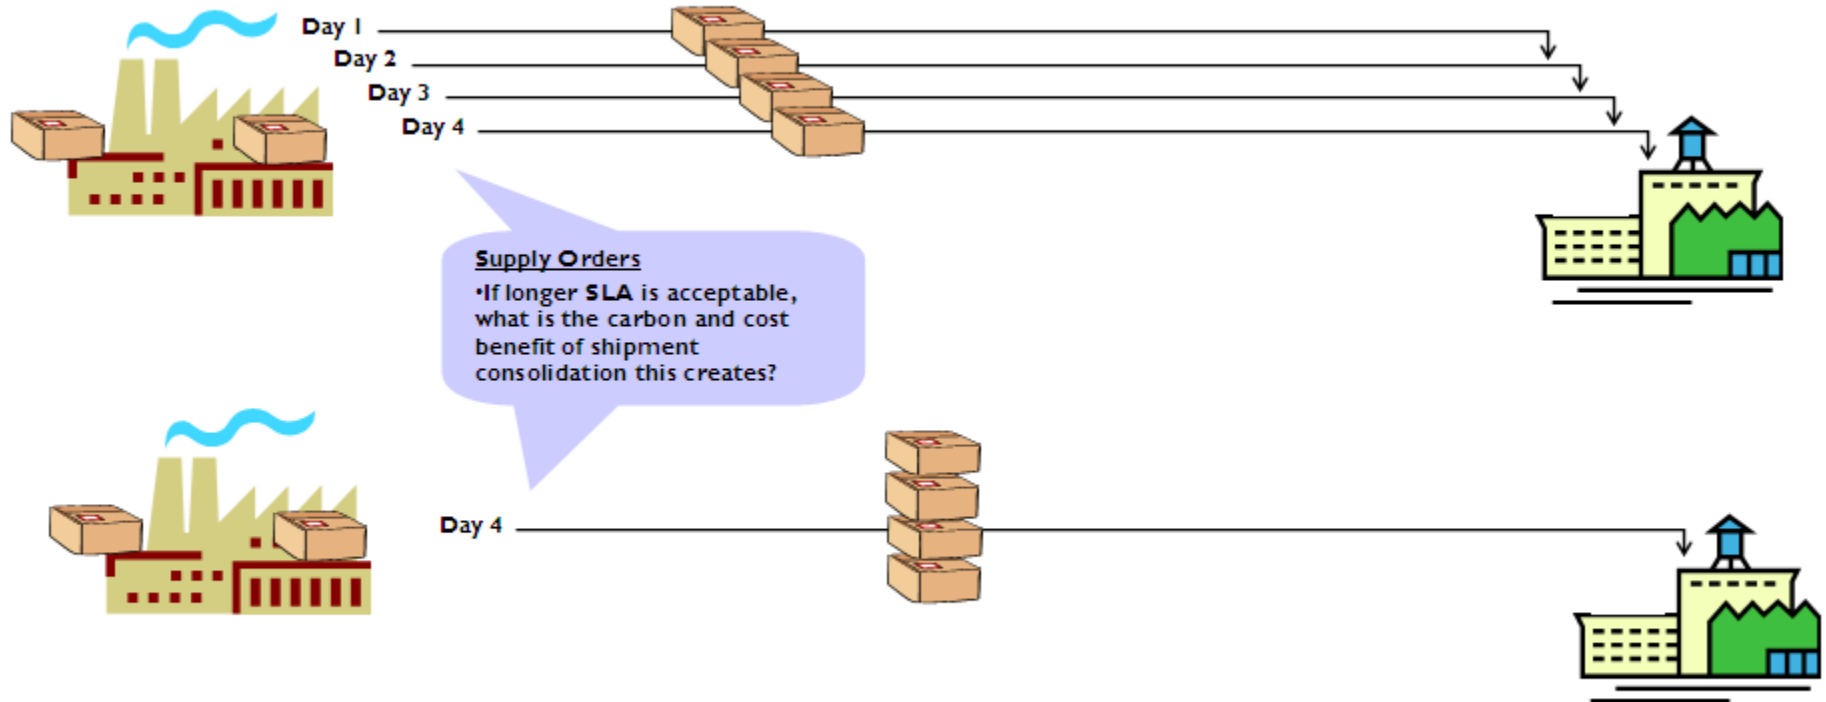 Day 1
Day 2
Day 3
Day 4
Supply Orders
•If longer SLA is acceptable,
what is the carbon and cost
benefit of shipment
consolidation this creates?
Day 4